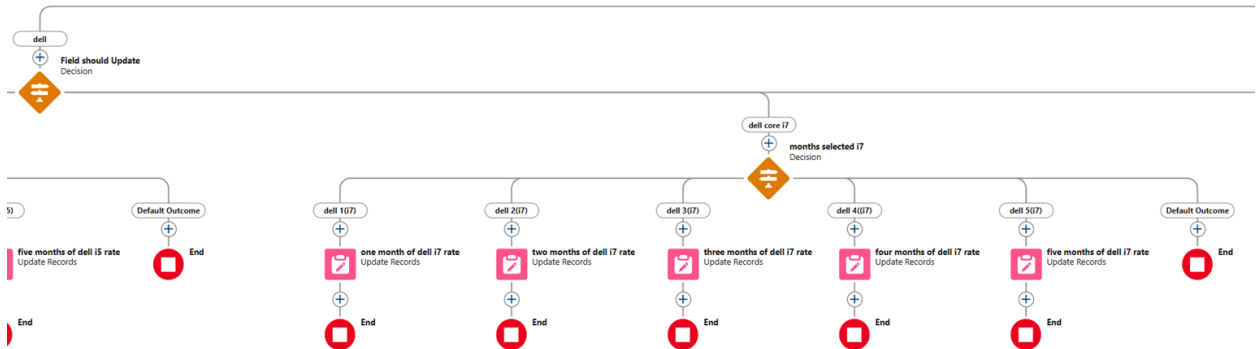 dell
Field should Update
Decision
dell core i7
months selected i7
Decision
5)
Default Outcome
dell 1(i7)
dell 2(i7)
dell 3(i7)
dell 4((i7)
dell 5(i7)
Default Outcome
five months of dell i5 rate
Update Records
End
one month of dell i7 rate
Update Records
two months of dell i7 rate
Update Records
three months of dell i7 rate
Update Records
four months of dell i7 rate
Update Records
five months of dell i7 rate
Update Records
End
End
End
End
End
End
End